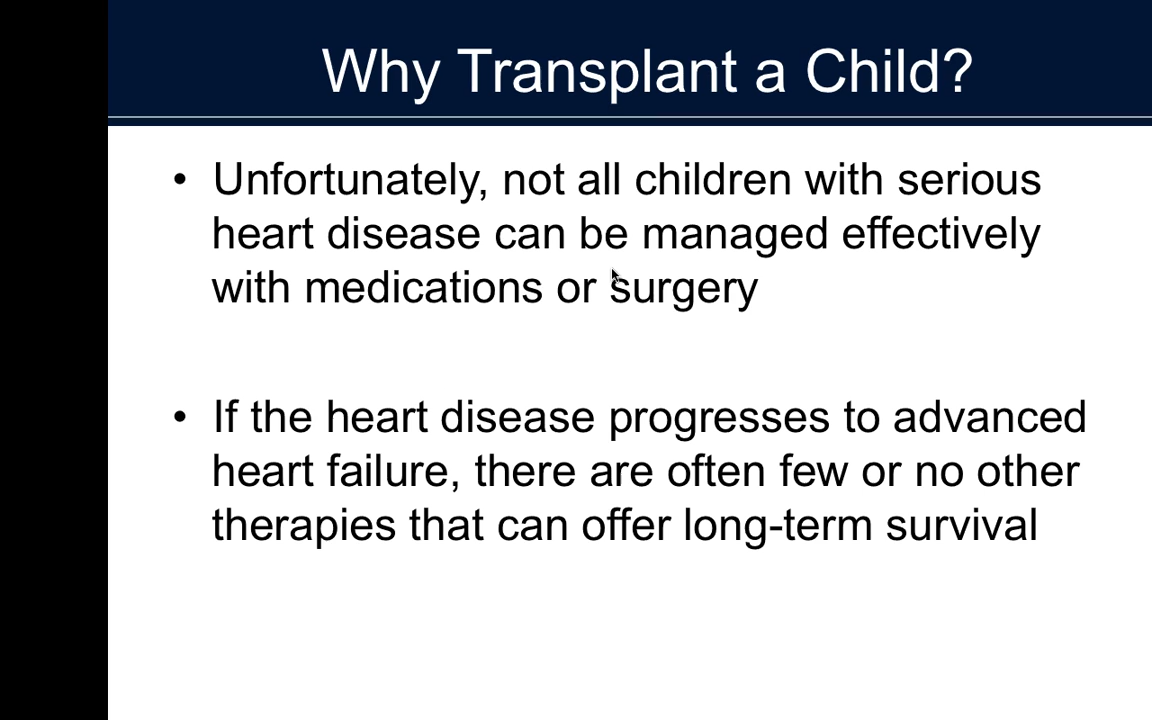 Why Transplant a Child?
• Unfortunately, not all children with serious
heart disease can be managed effectively
with medications or surgery
• If the heart disease progresses to advanced
heart failure, there are often few or no other
therapies that can offer long-term survival